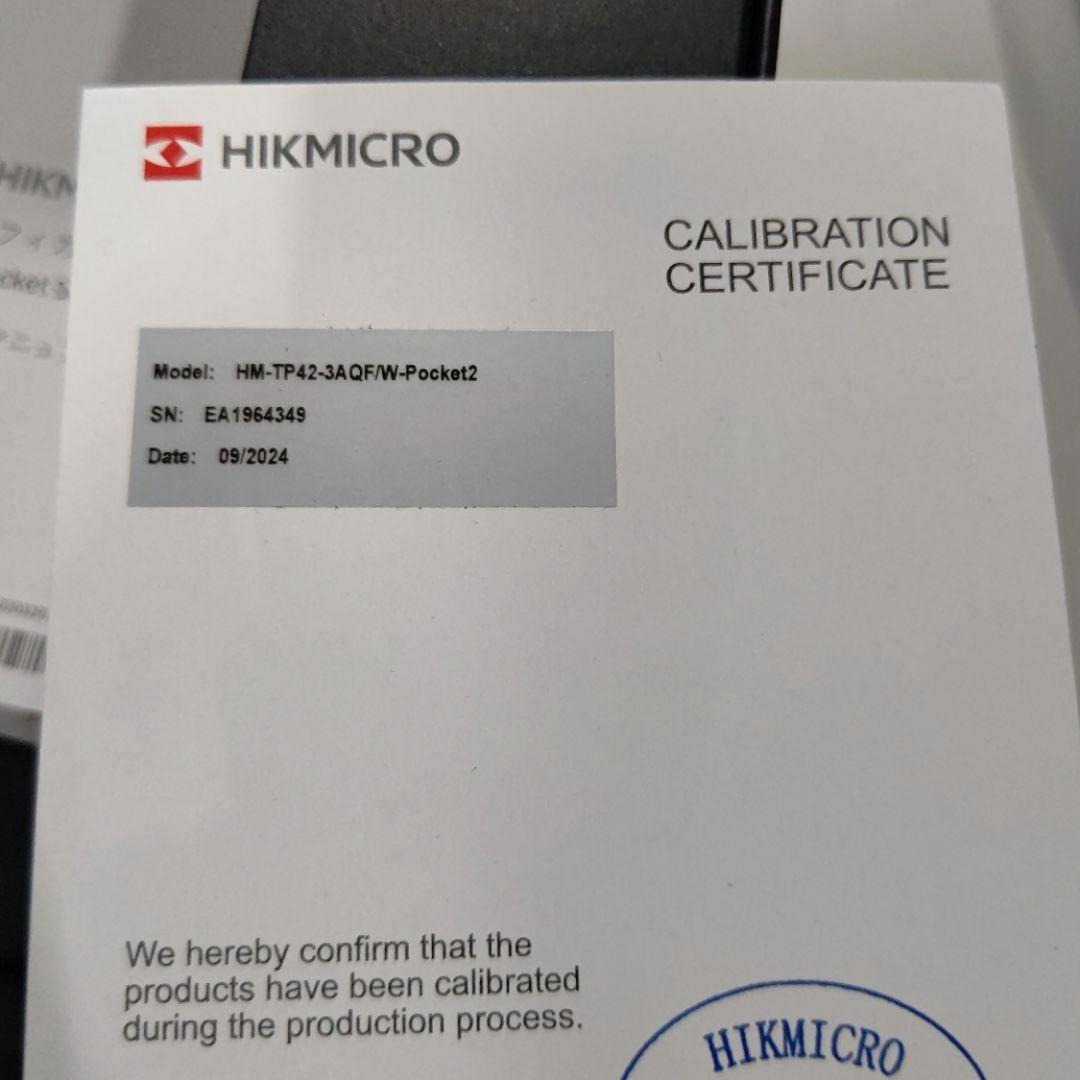 HIKMICRO
CALIBRATION
CERTIFICATE
Model: HM-TP42-3AQF/W-Pocket2
SN: EA1964349
Date: 09/2024
We hereby confirm that the
products have been calibrated
during the production process.
HIKMICRO